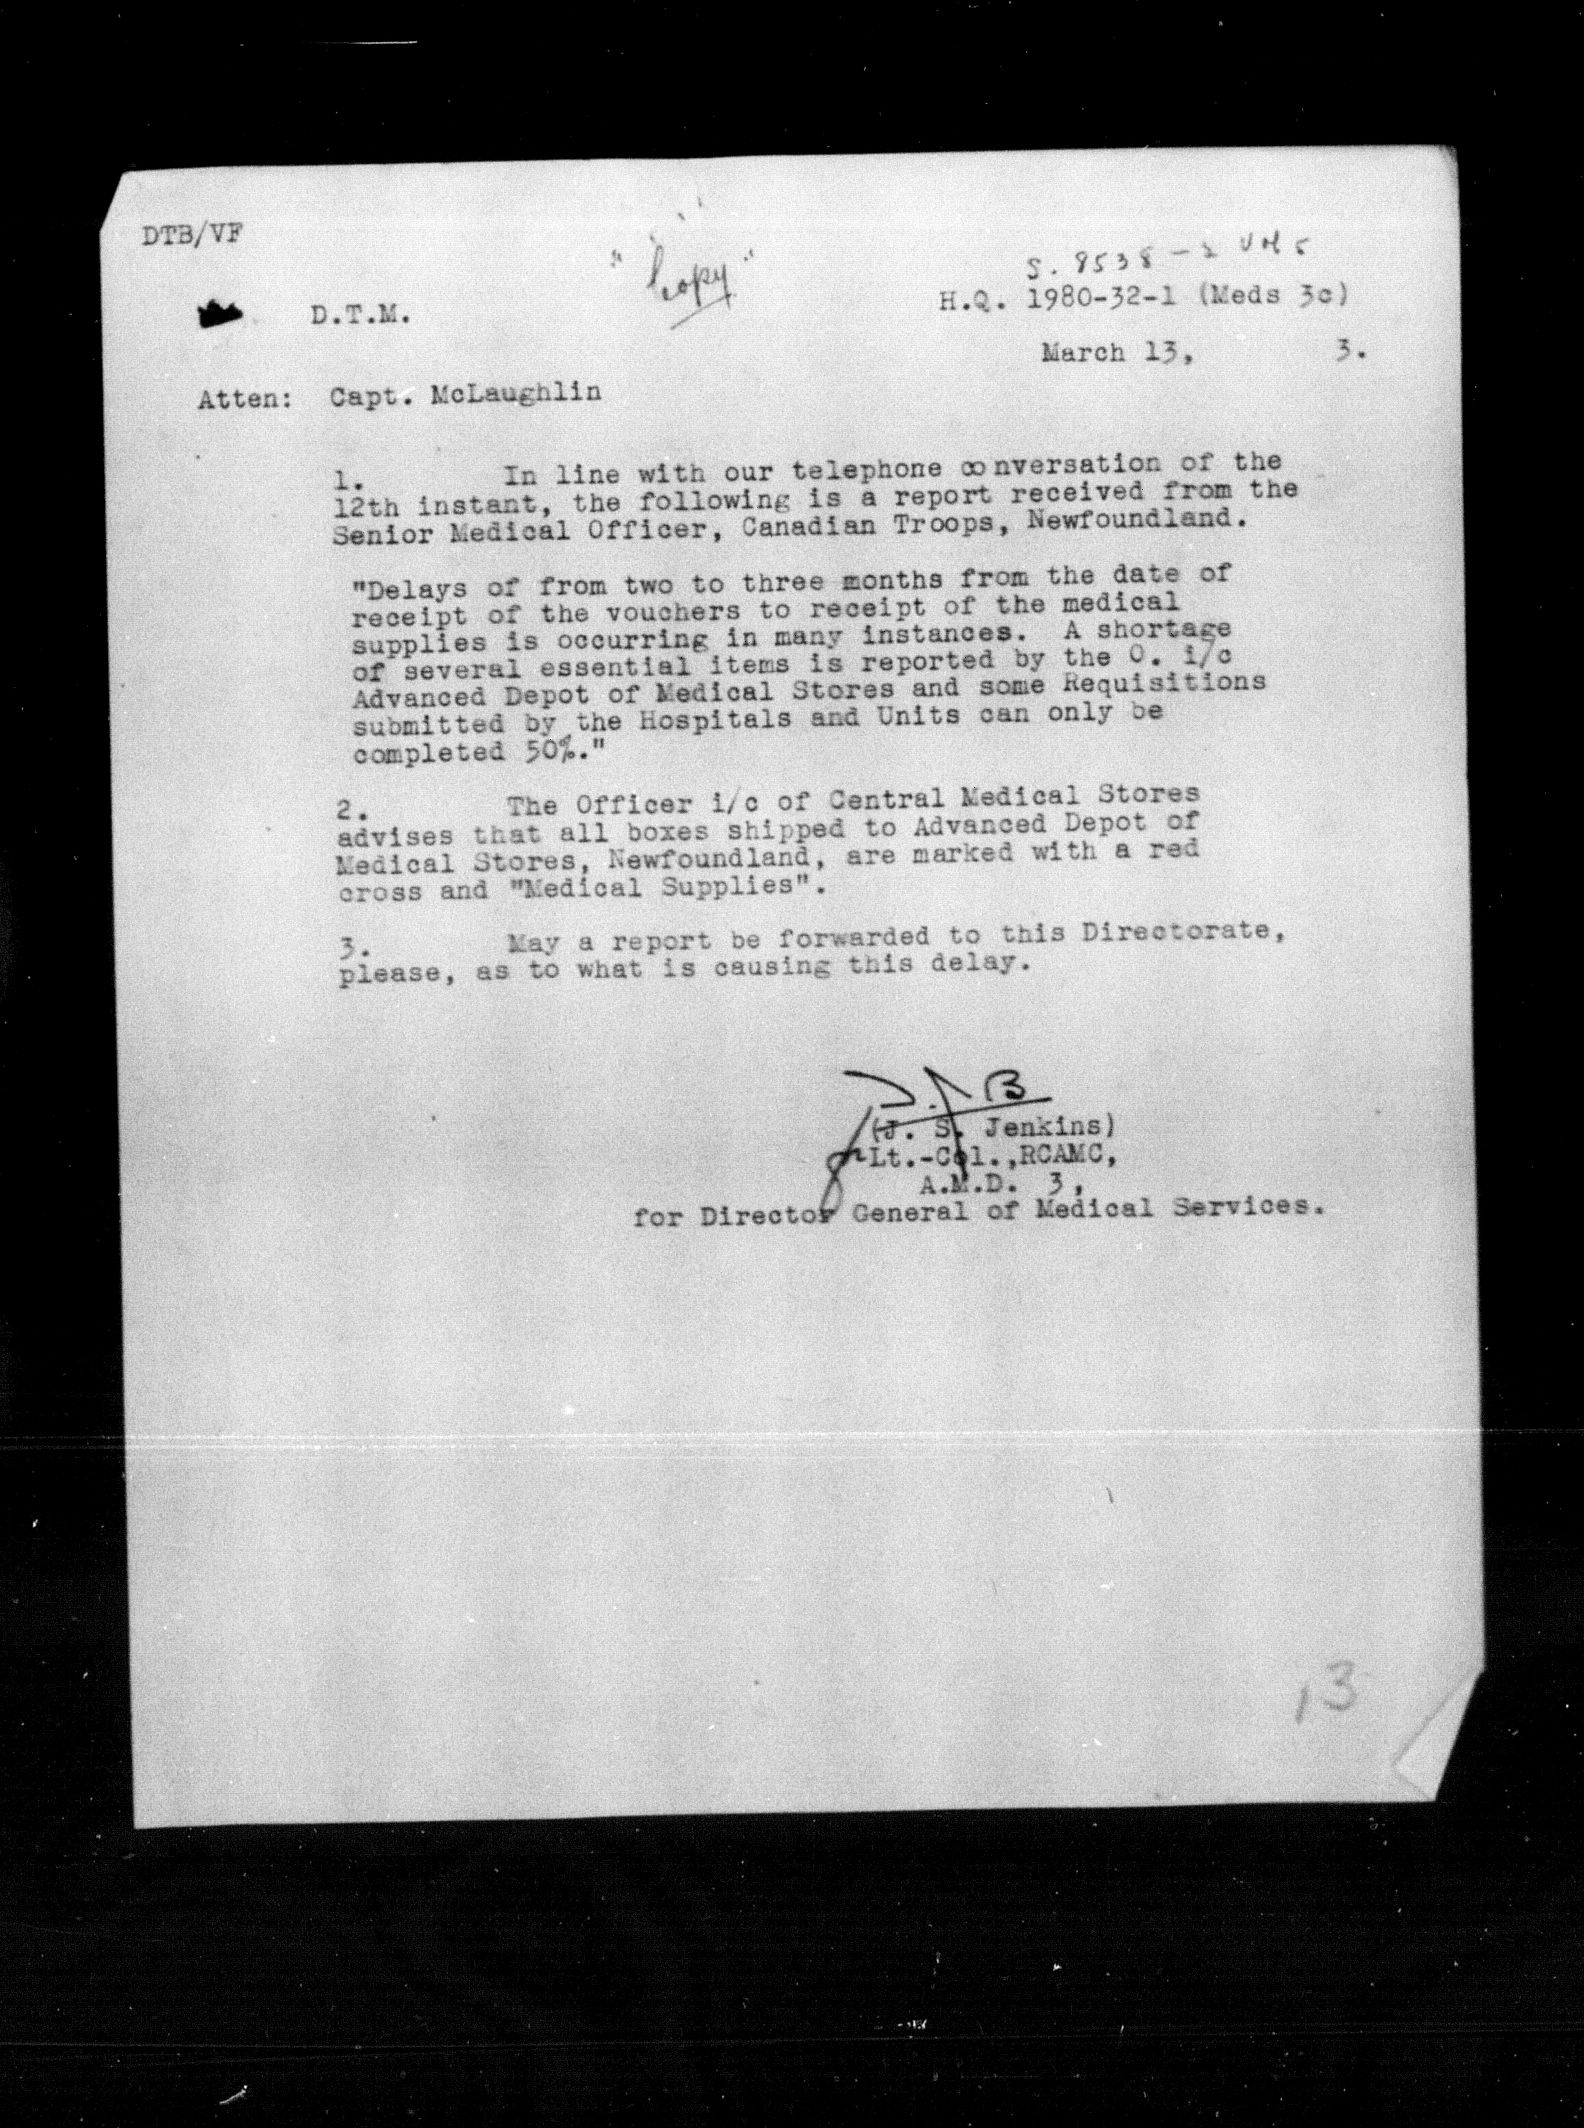 DTB/VF
"Copy"
S. 8538-2 Vol 5
D.T.M.
H.Q. 1980-32-1 (Meds 3c)
March 13, 3.
Atten: Capt. McLaughlin
1. In line with our telephone conversation of the
12th instant, the following is a report received from the
Senior Medical Officer, Canadian Troops, Newfoundland.
"Delays of from two to three months from the date of
receipt of the vouchers to receipt of the medical
supplies is occurring in many instances. A shortage
of several essential items is reported by the O. i/c
Advanced Depot of Medical Stores and some Requisitions
submitted by the Hospitals and Units can only be
completed 50%."
2. The Officer i/c of Central Medical Stores
advises that all boxes shipped to Advanced Depot of
Medical Stores, Newfoundland, are marked with a red
cross and "Medical Supplies".
3. May a report be forwarded to this Directorate,
please, as to what is causing this delay.
(J. S. Jenkins)
Lt.-Col.,RCAMC,
A.M.D. 3,
for Director General of Medical Services.
13